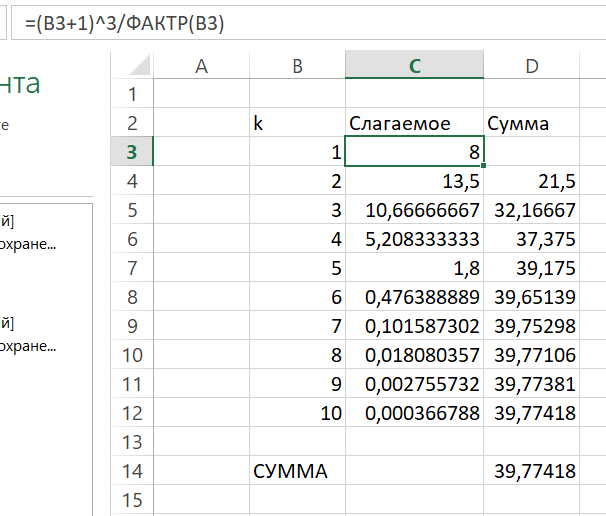 =(B3+1)^3/ФАКТР(B3)
нта
е
A B C D
1
2 k Слагаемое Сумма
3 1 8
4 2 13,5 21,5
5 3 10,66666667 32,16667
й]
6 4 5,208333333 37,375
охране...
7 5 1,8 39,175
8 6 0,476388889 39,65139
9 7 0,101587302 39,75298
й]
10 8 0,018080357 39,77106
охране...
11 9 0,002755732 39,77381
12 10 0,000366788 39,77418
13
14 СУММА 39,77418
15